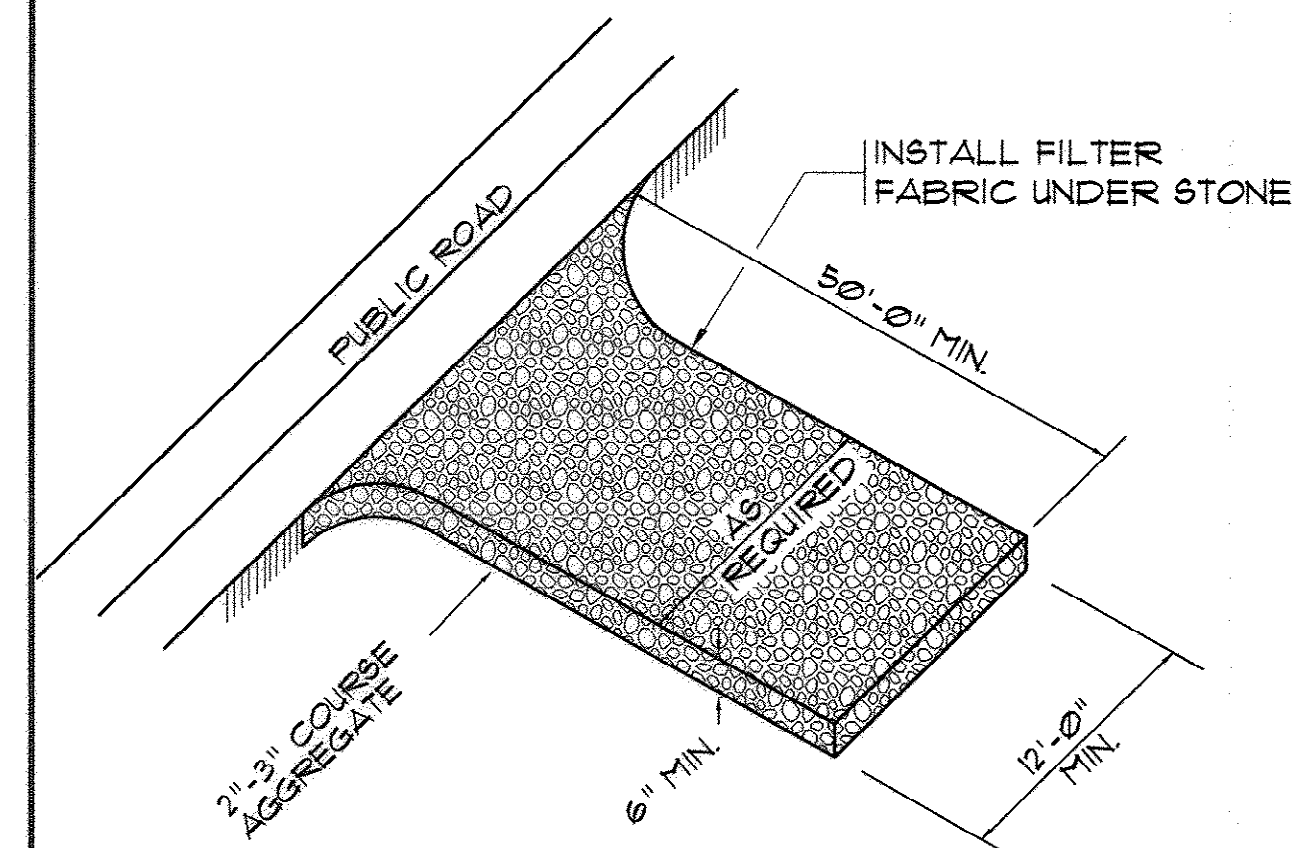 INSTALL FILTER
FABRIC UNDER STONE
PUBLIC ROAD
50'-0" MIN.
AS
REQUIRED
2"-3" COURSE
AGGREGATE
6" MIN.
12'-0"
MIN.